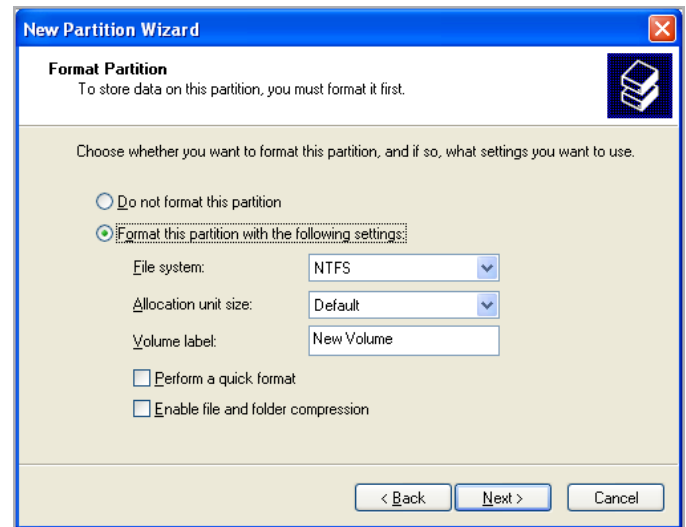 New Partition Wizard
Format Partition
To store data on this partition, you must format it first.
Choose whether you want to format this partition, and if so, what settings you want to use.
Do not format this partition
Format this partition with the following settings:
File system: NTFS
Allocation unit size: Default
Volume label: New Volume
Perform a quick format
Enable file and folder compression
< Back Next > Cancel